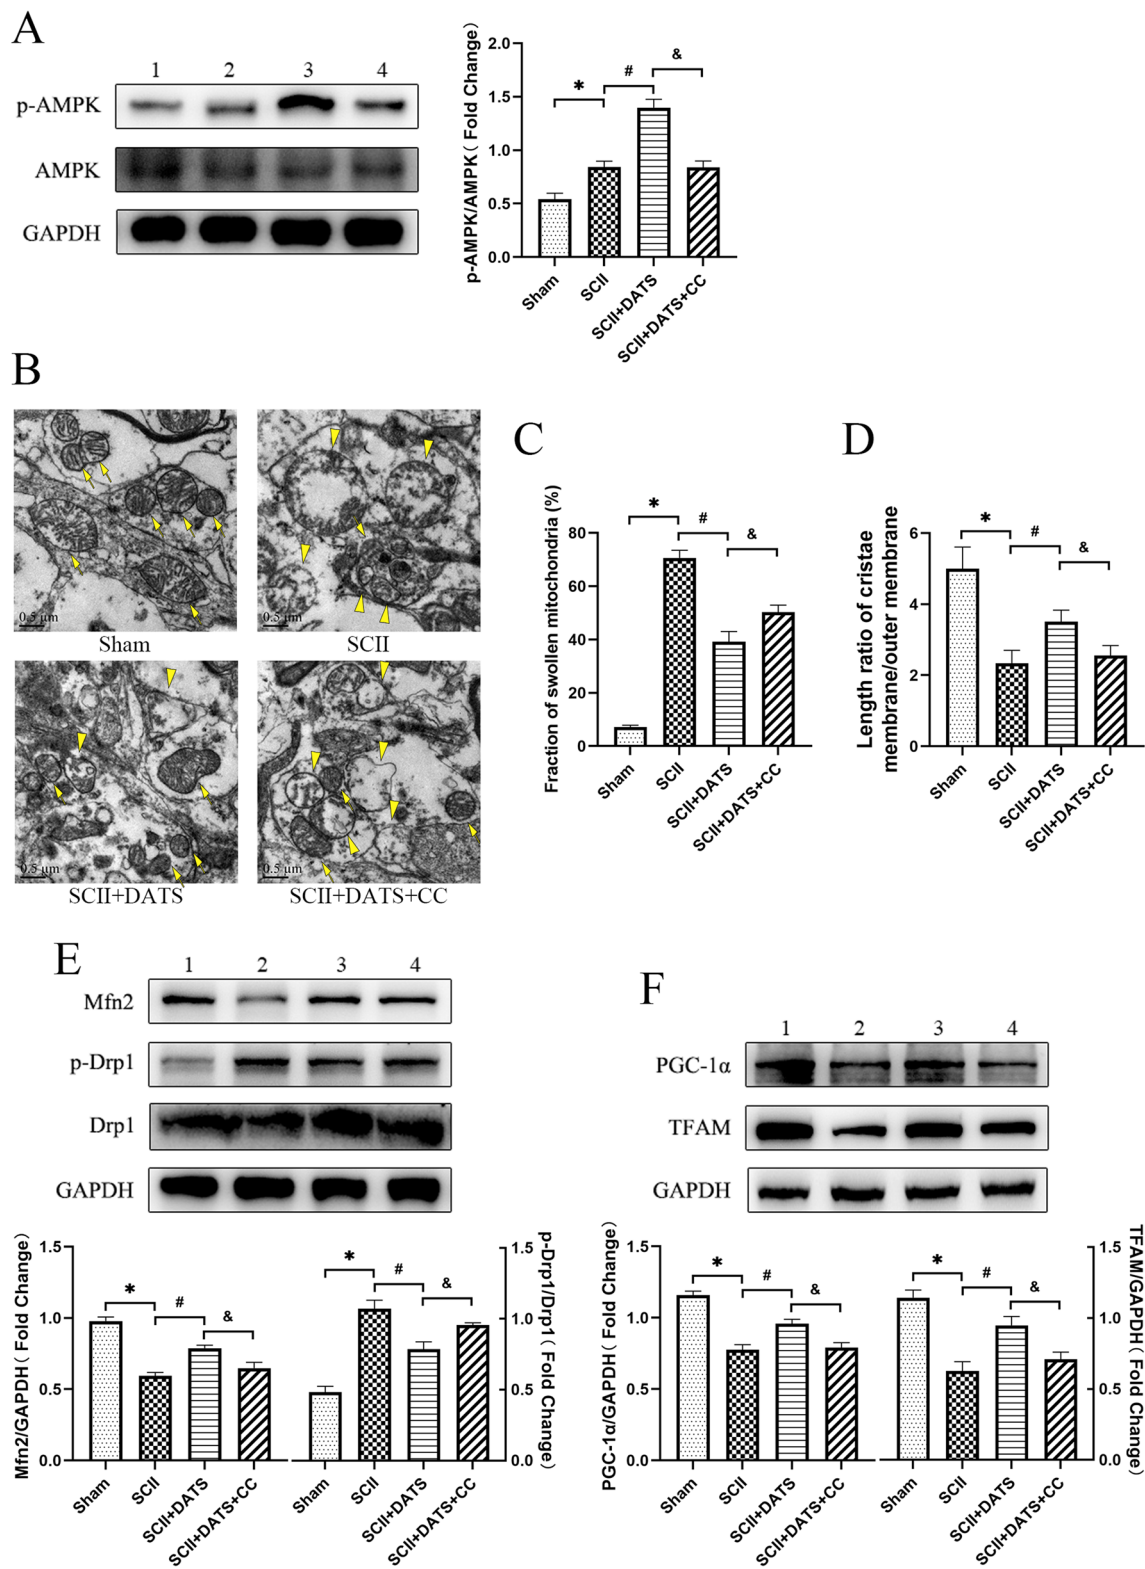 A
1 2 3 4
p-AMPK
AMPK
GAPDH
p-AMPK/AMPK( Fold Change)
2.0
1.5
1.0
0.5
0.0
* # &
Sham
SCII
SCII+DATS
SCII+DATS+CC
B
0.5 μm
Sham
0.5 μm
SCII
0.5 μm
SCII+DATS
0.5 μm
SCII+DATS+CC
C
Fraction of swollen mitochondria (%)
80
60
40
20
0
* # &
Sham
SCII
SCII+DATS
SCII+DATS+CC
D
Length ratio of cristae
membrane/outer membrane
6
4
2
0
* # &
Sham
SCII
SCII+DATS
SCII+DATS+CC
E
1 2 3 4
Mfn2
p-Drp1
Drp1
GAPDH
Mfn2/GAPDH( Fold Change)
1.5
1.0
0.5
0.0
* # &
Sham
SCII
SCII+DATS
SCII+DATS+CC
* # &
Sham
SCII
SCII+DATS
SCII+DATS+CC
1.5
1.0
0.5
0.0
p-Drp1/Drp1( Fold Change)
F
1 2 3 4
PGC-1α
TFAM
GAPDH
PGC-1α/GAPDH( Fold Change)
1.5
1.0
0.5
0.0
* # &
Sham
SCII
SCII+DATS
SCII+DATS+CC
* # &
Sham
SCII
SCII+DATS
SCII+DATS+CC
1.5
1.0
0.5
0.0
TFAM/GAPDH( Fold Change)